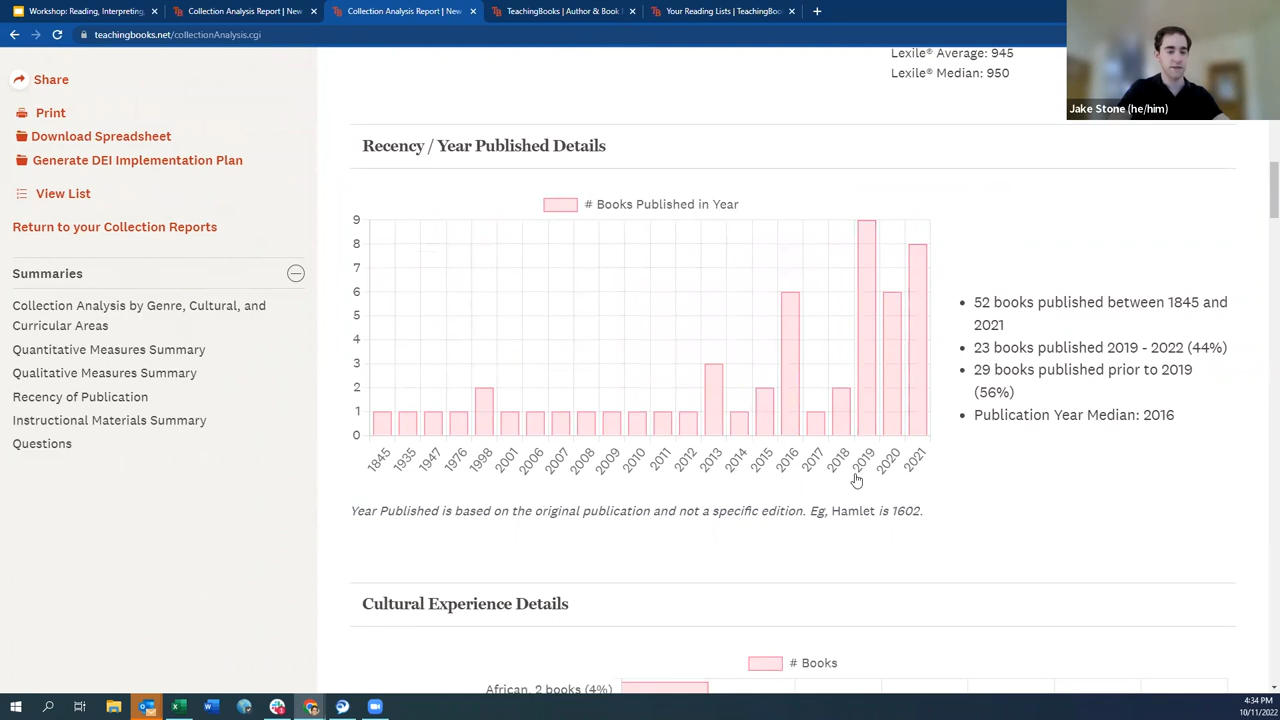 Workshop: Reading, Interpreting,
Collection Analysis Report | New
Collection Analysis Report | New
TeachingBooks | Author & Book
Your Reading Lists | TeachingBoo
teachingbooks.net/collectionAnalysis.cgi
Jake Stone (he/him)
Share
Print
Download Spreadsheet
Generate DEI Implementation Plan
View List
Return to your Collection Reports
Summaries
Collection Analysis by Genre, Cultural, and
Curricular Areas
Quantitative Measures Summary
Qualitative Measures Summary
Recency of Publication
Instructional Materials Summary
Questions
Lexile® Average: 945
Lexile® Median: 950
Recency / Year Published Details
# Books Published in Year
9
8
7
6
5
4
3
2
1
0
1845 1935 1947 1976 1998 2001 2006 2007 2008 2009 2010 2011 2012 2013 2014 2015 2016 2017 2018 2019 2020 2021
• 52 books published between 1845 and
2021
• 23 books published 2019 - 2022 (44%)
• 29 books published prior to 2019
(56%)
• Publication Year Median: 2016
Year Published is based on the original publication and not a specific edition. Eg, Hamlet is 1602.
Cultural Experience Details
# Books
African, 2 books (4%)
4:34 PM
10/11/2022